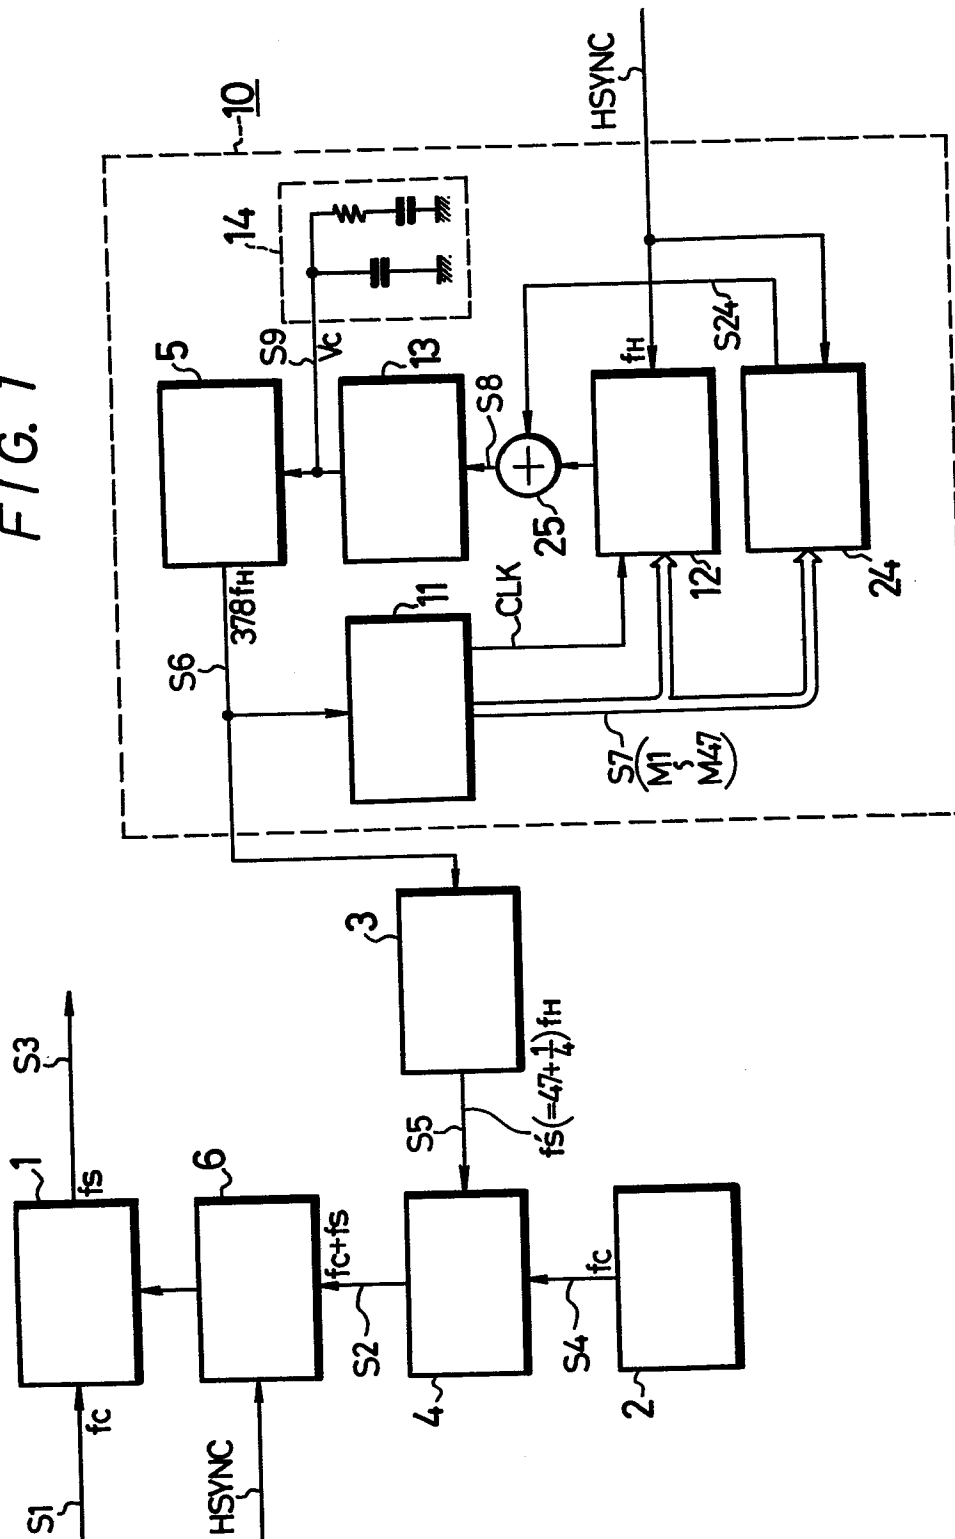 FIG. 1
S1
fc
1
fs
S3
HSYNC
6
fc+fs
S2
4
S4
fc
2
S5
fs'(=47+1/4)fH
3
S6
378fH
5
S9
Vc
14
10
11
13
CLK
S8
25
S7
(M1
∫
M47)
12
fH
HSYNC
S24
24